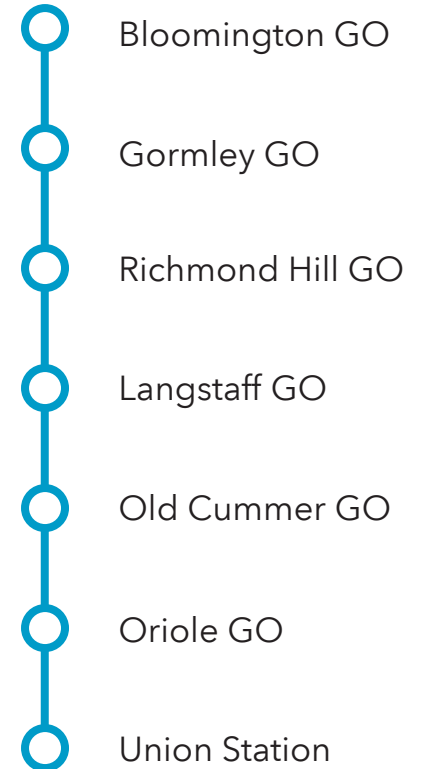 Bloomington GO
Gormley GO
Richmond Hill GO
Langstaff GO
Old Cummer GO
Oriole GO
Union Station